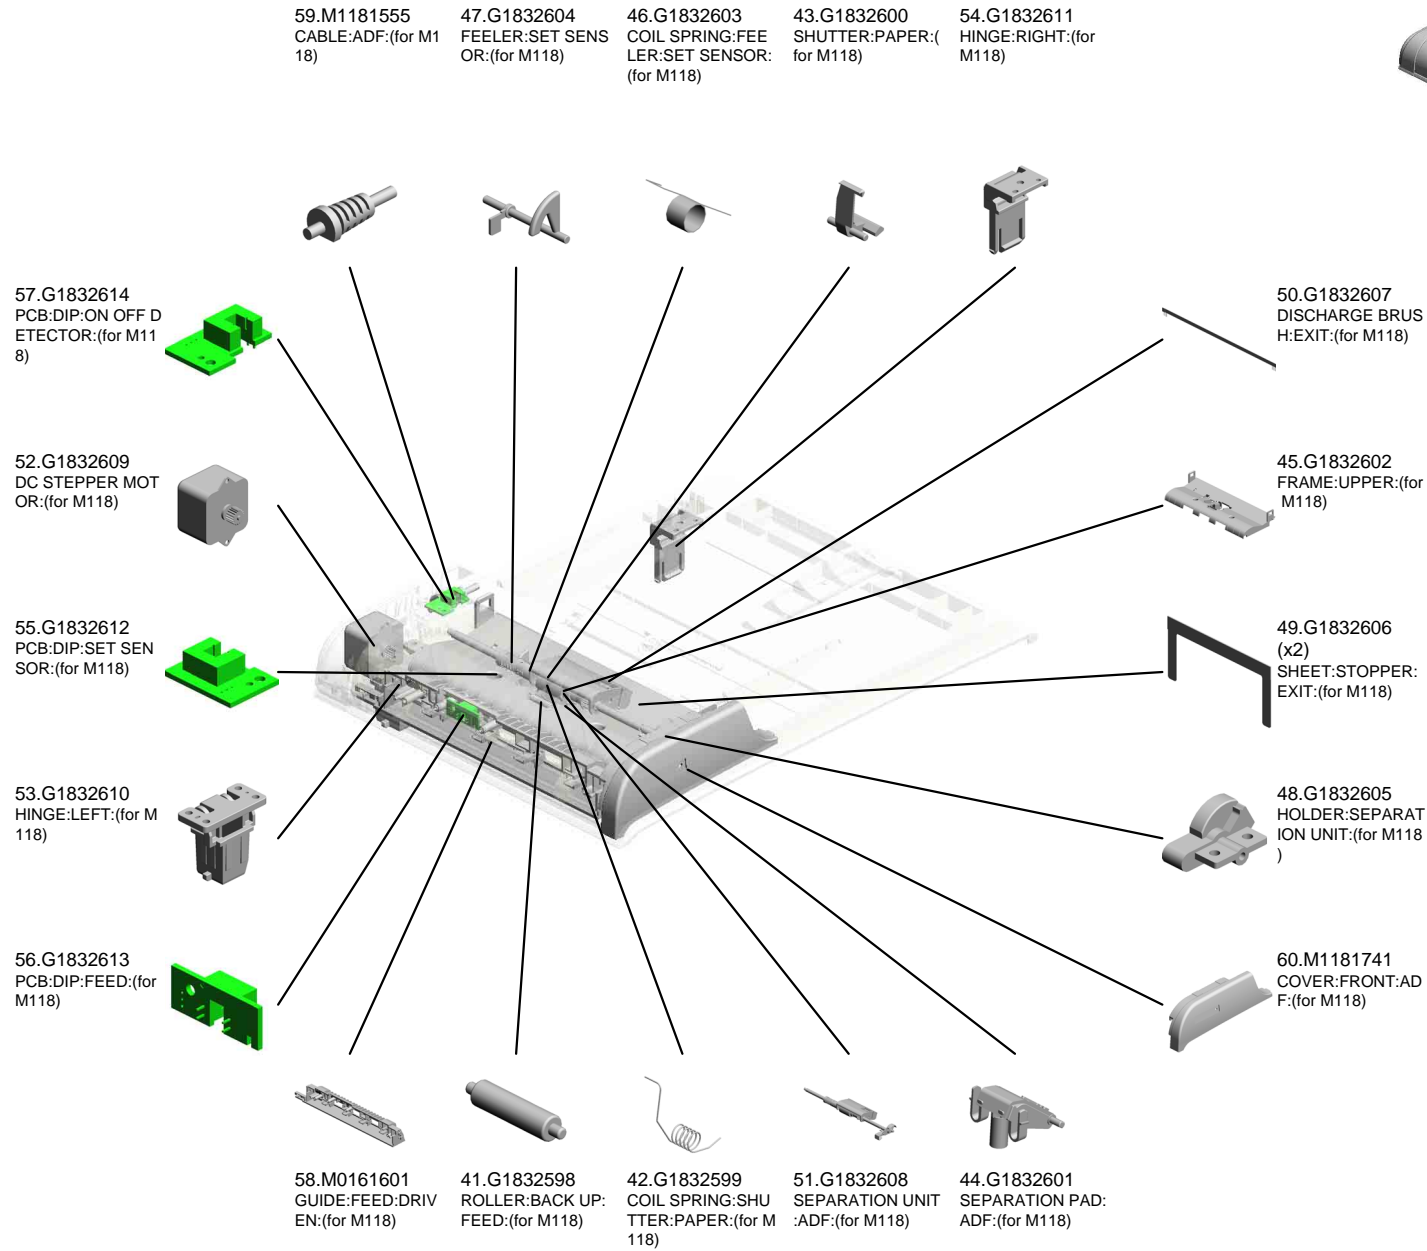 59.M1181555
CABLE:ADF:(for M1
18)
47.G1832604
FEELER:SET SENS
OR:(for M118)
46.G1832603
COIL SPRING:FEE
LER:SET SENSOR:
(for M118)
43.G1832600
SHUTTER:PAPER:(
for M118)
54.G1832611
HINGE:RIGHT:(for
M118)
57.G1832614
PCB:DIP:ON OFF D
ETECTOR:(for M11
8)
50.G1832607
DISCHARGE BRUS
H:EXIT:(for M118)
52.G1832609
DC STEPPER MOT
OR:(for M118)
45.G1832602
FRAME:UPPER:(for
M118)
55.G1832612
PCB:DIP:SET SEN
SOR:(for M118)
49.G1832606
(x2)
SHEET:STOPPER:
EXIT:(for M118)
53.G1832610
HINGE:LEFT:(for M
118)
48.G1832605
HOLDER:SEPARAT
ION UNIT:(for M118
)
56.G1832613
PCB:DIP:FEED:(for
M118)
60.M1181741
COVER:FRONT:AD
F:(for M118)
58.M0161601
GUIDE:FEED:DRIV
EN:(for M118)
41.G1832598
ROLLER:BACK UP:
FEED:(for M118)
42.G1832599
COIL SPRING:SHU
TTER:PAPER:(for M
118)
51.G1832608
SEPARATION UNIT
:ADF:(for M118)
44.G1832601
SEPARATION PAD:
ADF:(for M118)